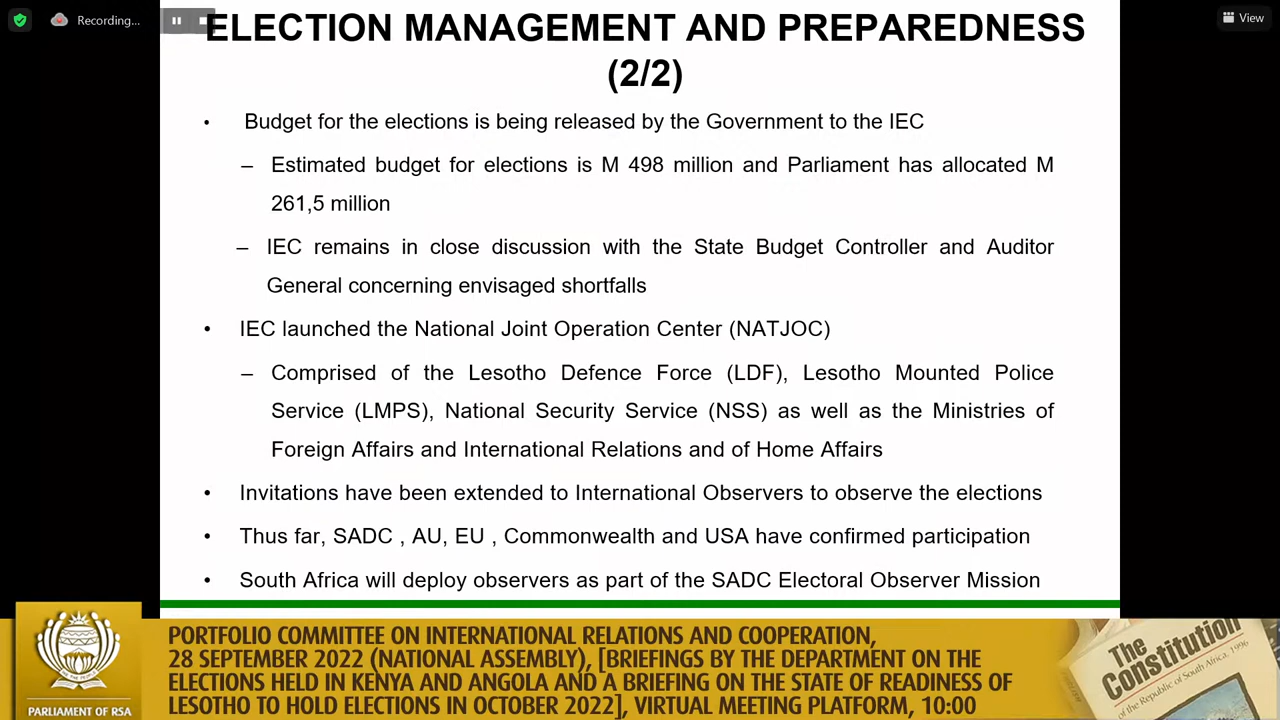 Recording...
View
ELECTION MANAGEMENT AND PREPAREDNESS
(2/2)
• Budget for the elections is being released by the Government to the IEC
– Estimated budget for elections is M 498 million and Parliament has allocated M
261,5 million
– IEC remains in close discussion with the State Budget Controller and Auditor
General concerning envisaged shortfalls
• IEC launched the National Joint Operation Center (NATJOC)
– Comprised of the Lesotho Defence Force (LDF), Lesotho Mounted Police
Service (LMPS), National Security Service (NSS) as well as the Ministries of
Foreign Affairs and International Relations and of Home Affairs
• Invitations have been extended to International Observers to observe the elections
• Thus far, SADC , AU, EU , Commonwealth and USA have confirmed participation
• South Africa will deploy observers as part of the SADC Electoral Observer Mission
PARLIAMENT OF RSA
PORTFOLIO COMMITTEE ON INTERNATIONAL RELATIONS AND COOPERATION,
28 SEPTEMBER 2022 (NATIONAL ASSEMBLY), [BRIEFINGS BY THE DEPARTMENT ON THE
ELECTIONS HELD IN KENYA AND ANGOLA AND A BRIEFING ON THE STATE OF READINESS OF
LESOTHO TO HOLD ELECTIONS IN OCTOBER 2022], VIRTUAL MEETING PLATFORM, 10:00
The
Constitution
of the Republic of South Africa, 1996